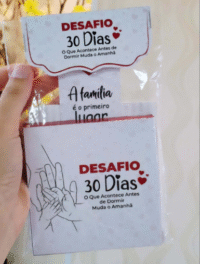 DESAFIO
30 Dias
O Que Acontece Antes de
Dormir Muda o Amanhã
A família
é o primeiro
lugar
DESAFIO
30 Dias
O Que Acontece Antes
de Dormir
Muda o Amanhã